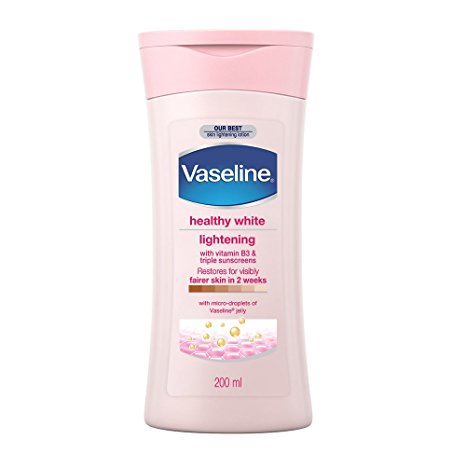 OUR BEST
skin lightening lotion
Vaseline®
healthy white
lightening
with vitamin B3 &
triple sunscreens
Restores for visibly
fairer skin in 2 weeks
with micro-droplets of
Vaseline® jelly
200 ml